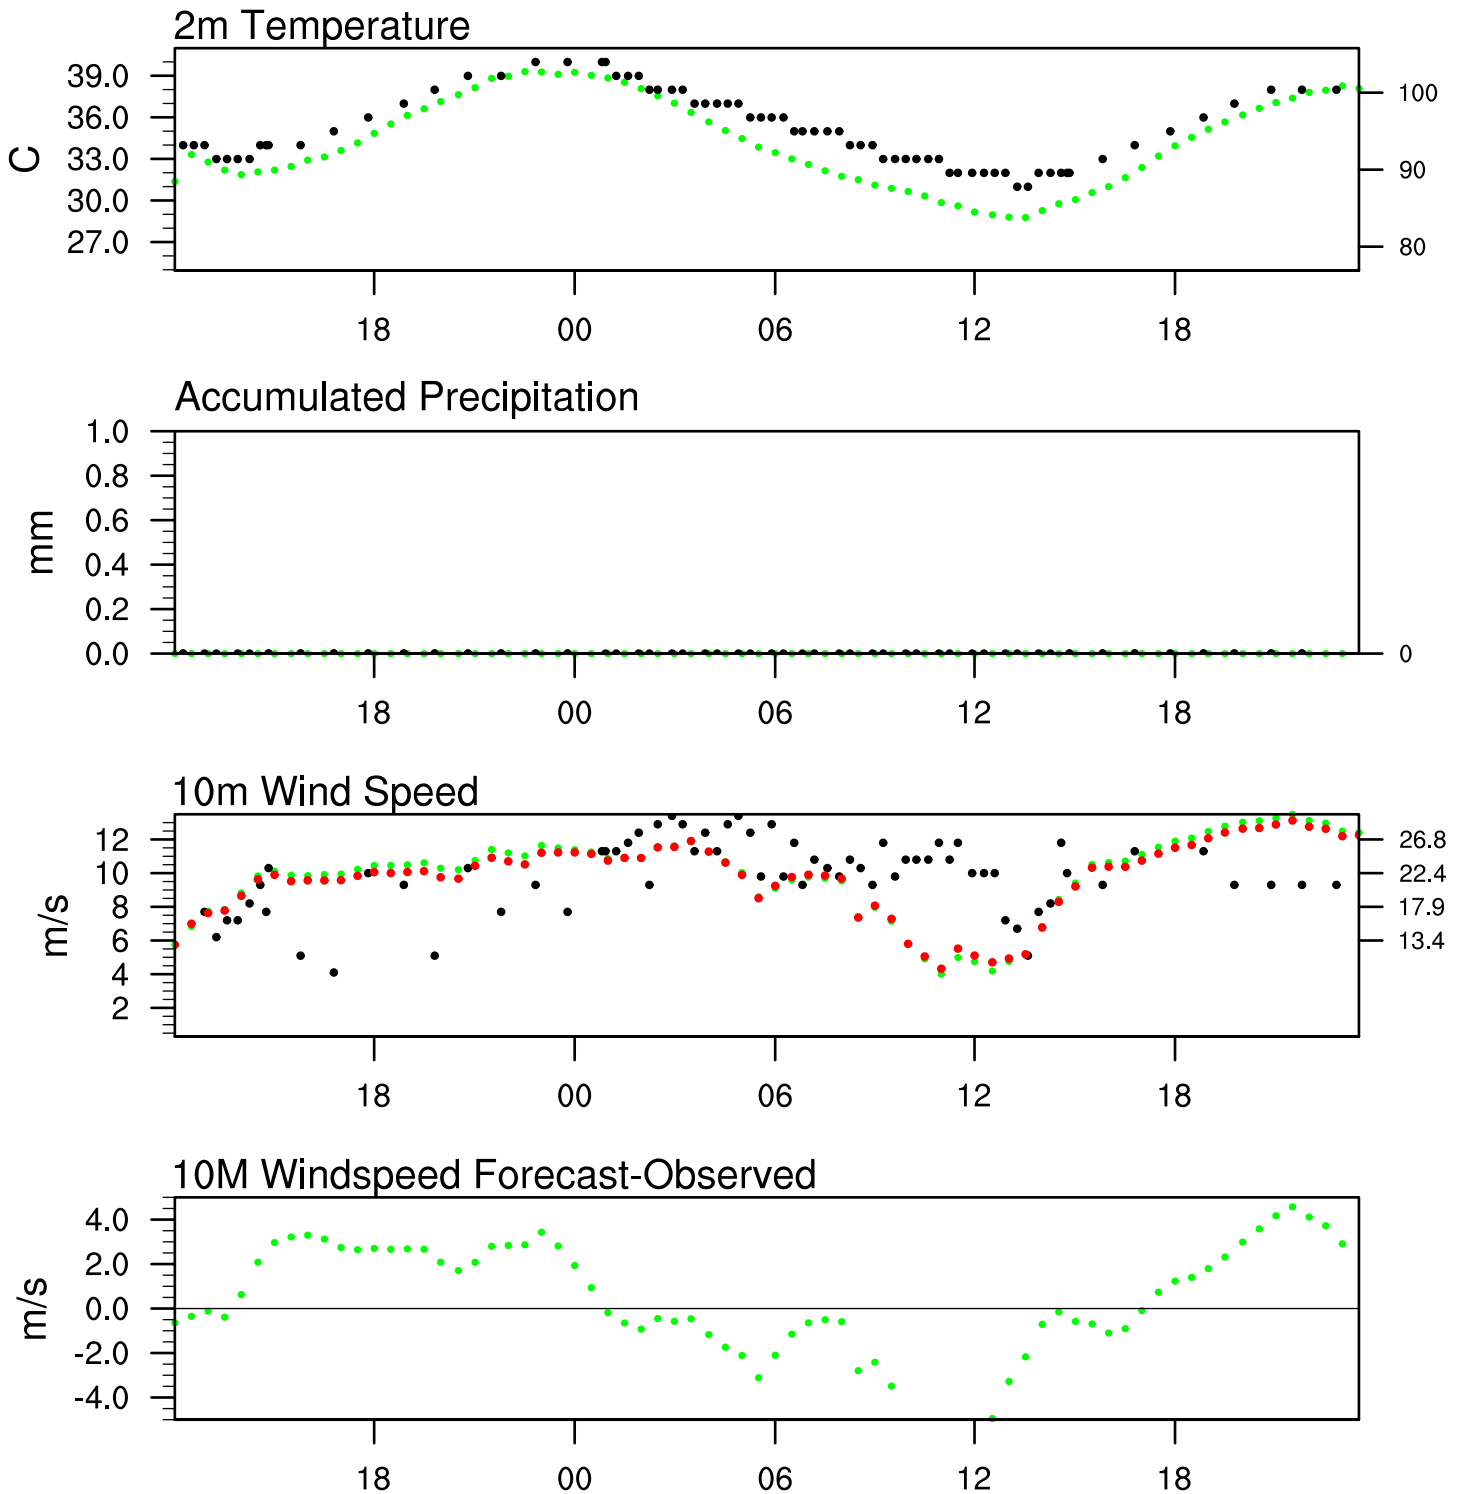 2m Temperature
39.0
36.0
33.0
30.0
27.0
C
100
90
80
18 00 06 12 18
Accumulated Precipitation
1.0
0.8
0.6
0.4
0.2
0.0
mm
0
18 00 06 12 18
10m Wind Speed
12
10
8
6
4
2
m/s
26.8
22.4
17.9
13.4
18 00 06 12 18
10M Windspeed Forecast-Observed
4.0
2.0
0.0
-2.0
-4.0
m/s
18 00 06 12 18